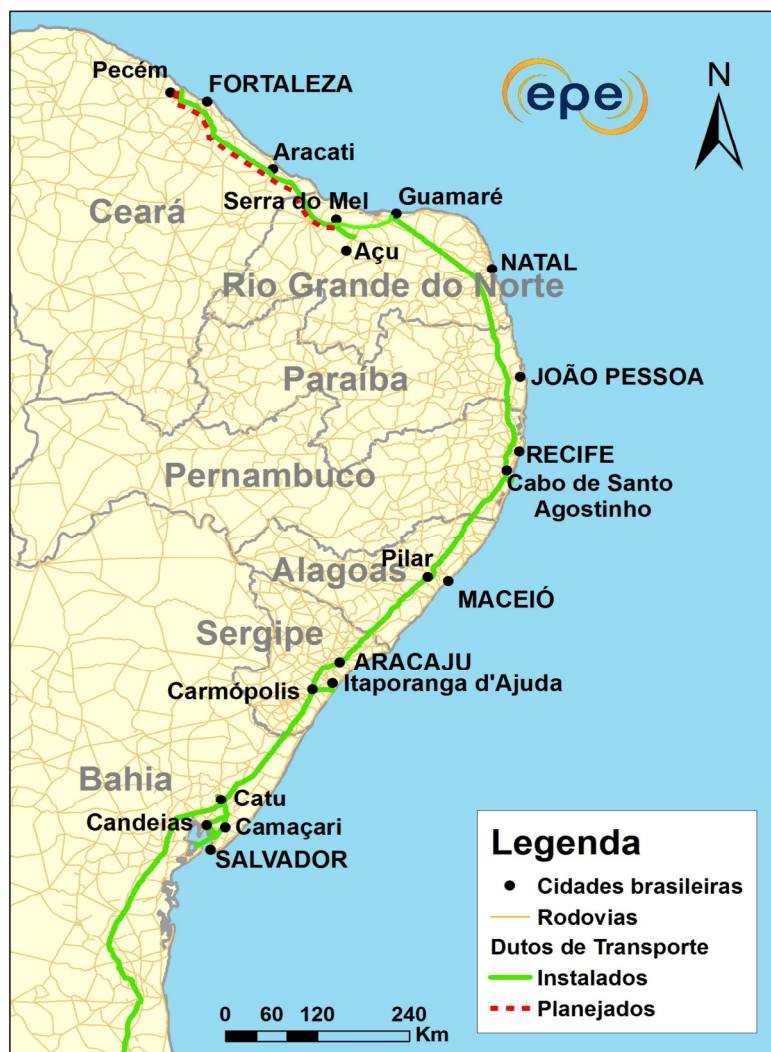 epe
N
Pecém
FORTALEZA
Aracati
Ceará
Serra do Mel
Guamaré
Açu
NATAL
Rio Grande do Norte
Paraíba
JOÃO PESSOA
RECIFE
Pernambuco
Cabo de Santo
Agostinho
Pilar
Alagoas
MACEIÓ
Sergipe
ARACAJU
Itaporanga d'Ajuda
Carmópolis
Bahia
Catu
Candeias
Camaçari
SALVADOR
Legenda
Cidades brasileiras
Rodovias
Dutos de Transporte
Instalados
Planejados
0 60 120 240
Km